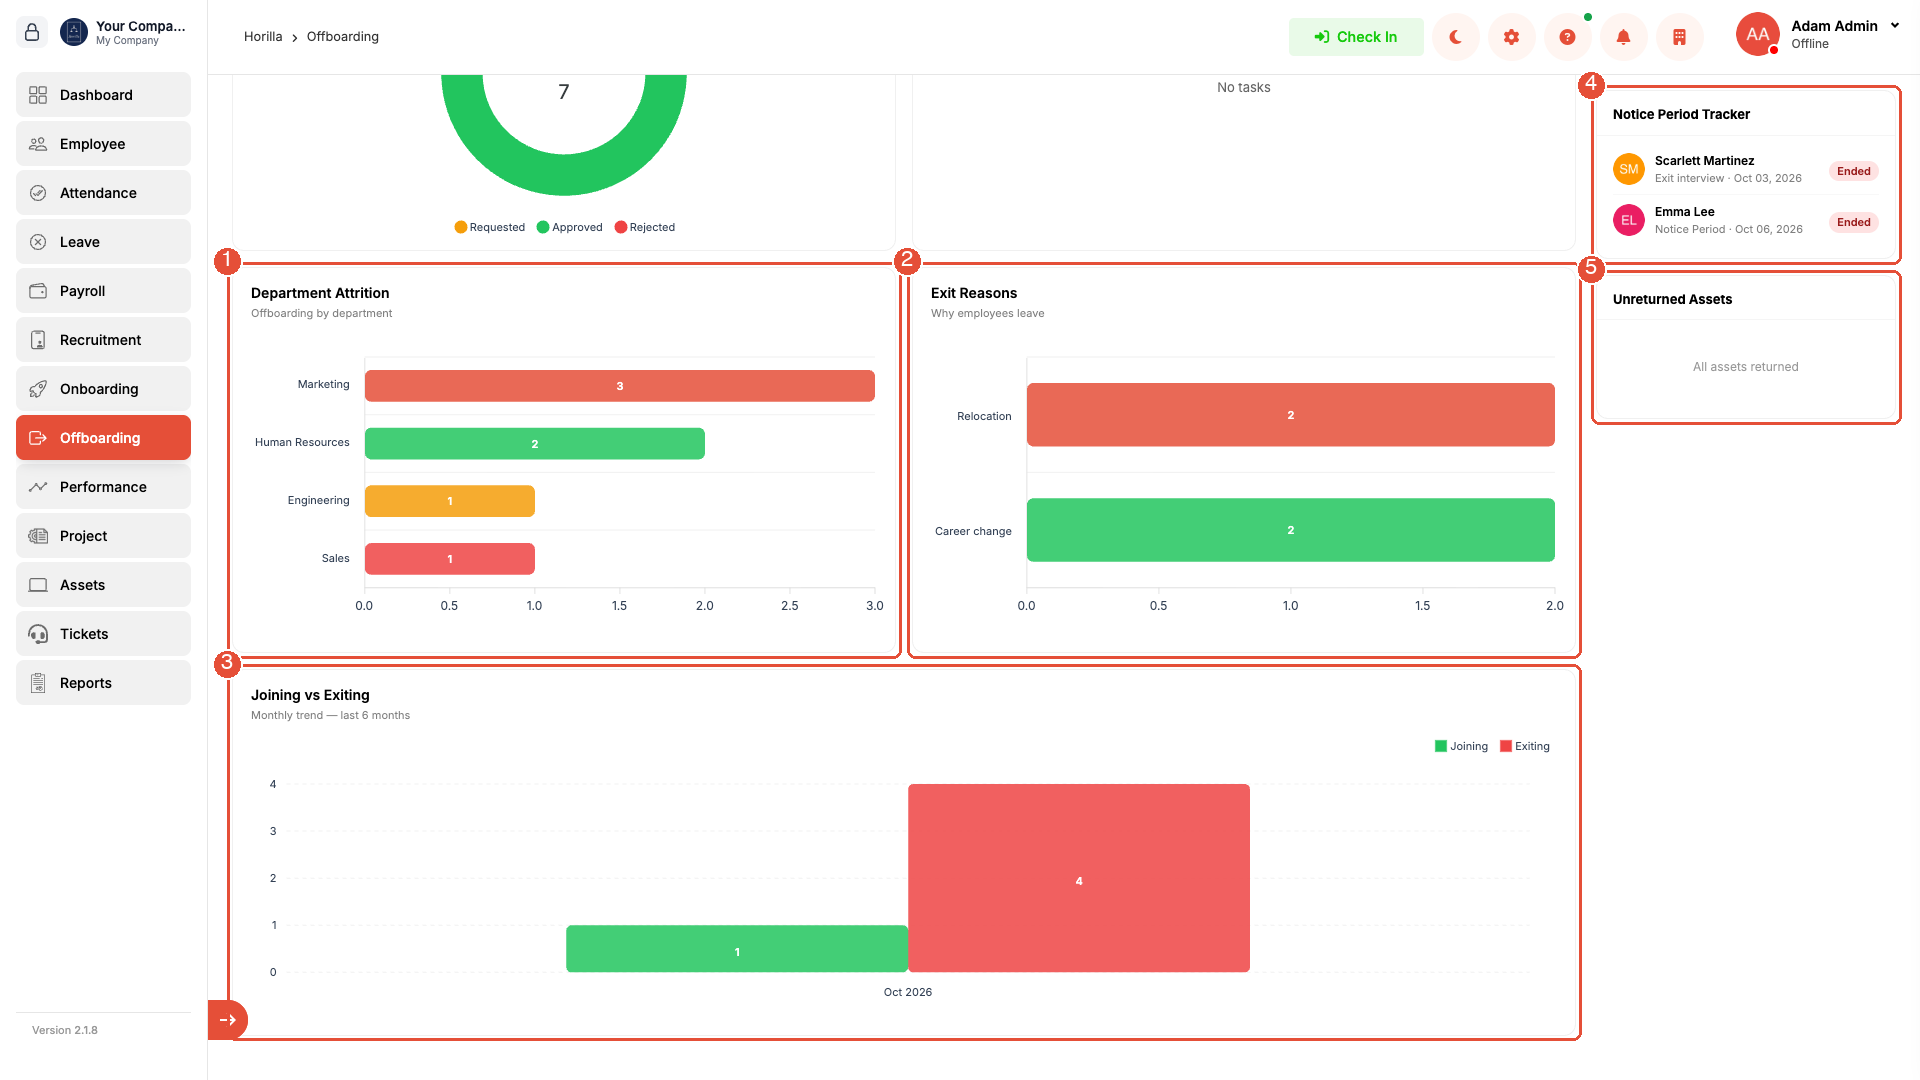 Your Compa...
My Company
Dashboard
Employee
Attendance
Leave
Payroll
Recruitment
Onboarding
Offboarding
Performance
Project
Assets
Tickets
Reports
Version 2.1.8
Horilla > Offboarding
Check In
AA
Adam Admin
Offline
7
Requested Approved Rejected
No tasks
1
Department Attrition
Offboarding by department
Marketing 3
Human Resources 2
Engineering 1
Sales 1
0.0 0.5 1.0 1.5 2.0 2.5 3.0
2
Exit Reasons
Why employees leave
Relocation 2
Career change 2
0.0 0.5 1.0 1.5 2.0
3
Joining vs Exiting
Monthly trend — last 6 months
Joining Exiting
4
3
2
1
0
1
4
Oct 2026
4
Notice Period Tracker
SM
Scarlett Martinez
Exit interview · Oct 03, 2026
Ended
EL
Emma Lee
Notice Period · Oct 06, 2026
Ended
5
Unreturned Assets
All assets returned